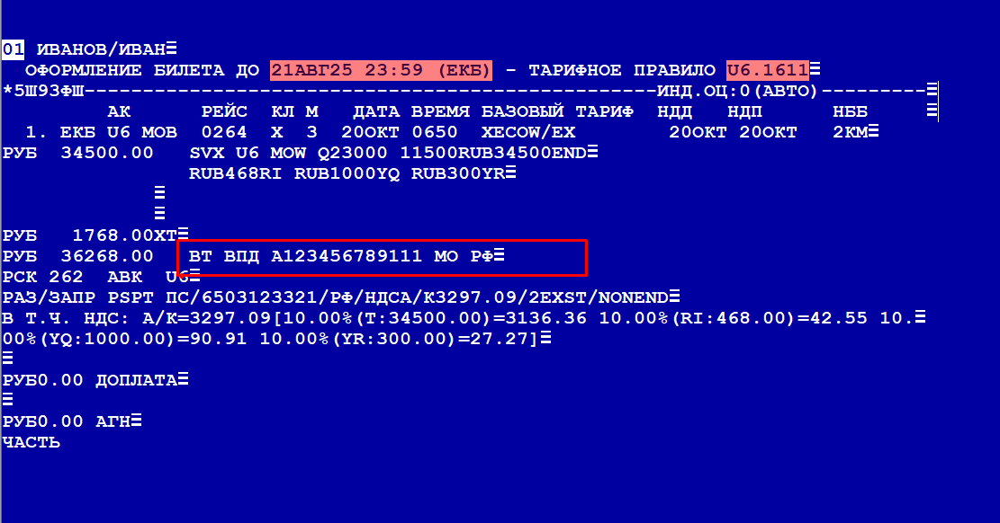 01 ИВАНОВ/ИВАН
ОФОРМЛЕНИЕ БИЛЕТА ДО 21АВГ25 23:59 (ЕКБ) - ТАРИФНОЕ ПРАВИЛО U6.1611
*5Ш93ФШ-------------------------------------------------ИНД.ОЦ:0(АВТО)---------
АК РЕЙС КЛ М ДАТА ВРЕМЯ БАЗОВЫЙ ТАРИФ НДД НДП НББ
1. ЕКБ U6 МОВ 0264 X 3 20ОКТ 0650 XECOW/EX 20ОКТ 20ОКТ 2КМ
РУБ 34500.00 SVX U6 MOW Q23000 11500RUB34500END
RUB468RI RUB1000YQ RUB300YR
РУБ 1768.00XT
РУБ 36268.00 ВТ ВПД А123456789111 МО РФ
РСК 262 АВК U6
РАЗ/ЗАПР PSPT ПС/6503123321/РФ/НДСА/К3297.09/2EXST/NONEND
В Т.Ч. НДС: А/К=3297.09[10.00%(T:34500.00)=3136.36 10.00%(RI:468.00)=42.55 10.
00%(YQ:1000.00)=90.91 10.00%(YR:300.00)=27.27]
РУБ0.00 ДОПЛАТА
РУБ0.00 АГН
ЧАСТЬ